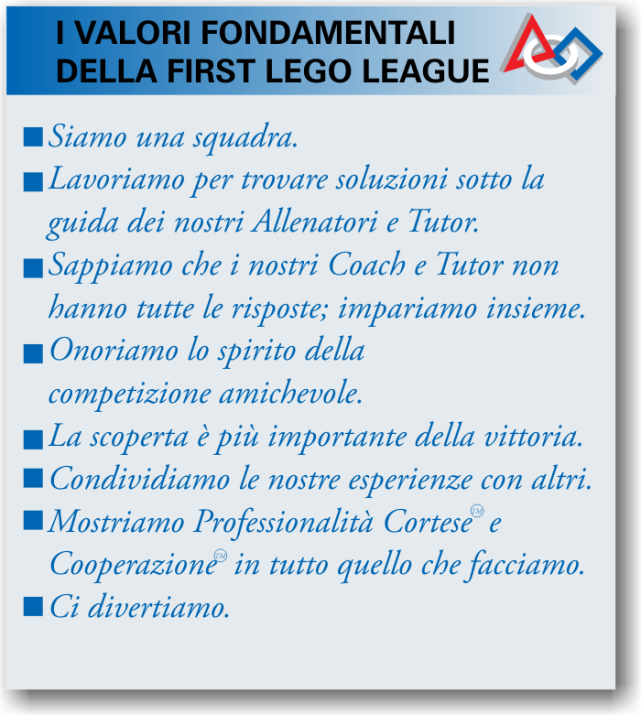 I VALORI FONDAMENTALI
DELLA FIRST LEGO LEAGUE
Siamo una squadra.
Lavoriamo per trovare soluzioni sotto la
guida dei nostri Allenatori e Tutor.
Sappiamo che i nostri Coach e Tutor non
hanno tutte le risposte; impariamo insieme.
Onoriamo lo spirito della
competizione amichevole.
La scoperta è più importante della vittoria.
Condividiamo le nostre esperienze con altri.
Mostriamo Professionalità Cortese™ e
Cooperazione™ in tutto quello che facciamo.
Ci divertiamo.